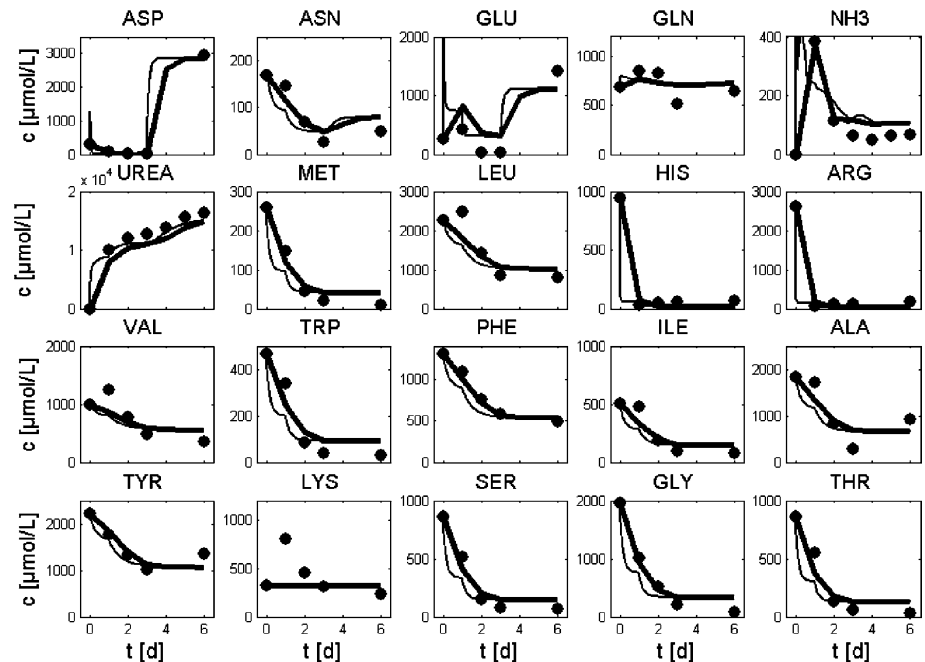 ASP ASN GLU GLN NH3
c [µmol/L] 3000 2000 1000 0 200 100 0 2000 1000 0 1000 500 0 400 200 0
UREA MET LEU HIS ARG
c [µmol/L] x 10⁴ 2 1 0 300 200 100 0 3000 2000 1000 0 1000 500 0 3000 2000 1000 0
VAL TRP PHE ILE ALA
c [µmol/L] 2000 1000 0 400 200 0 1000 500 0 1000 500 0 2000 1000 0
TYR LYS SER GLY THR
c [µmol/L] 2000 1000 0 1000 500 0 1000 500 0 2000 1000 0 1000 500 0
0 2 4 6 0 2 4 6 0 2 4 6 0 2 4 6 0 2 4 6
t [d] t [d] t [d] t [d] t [d]